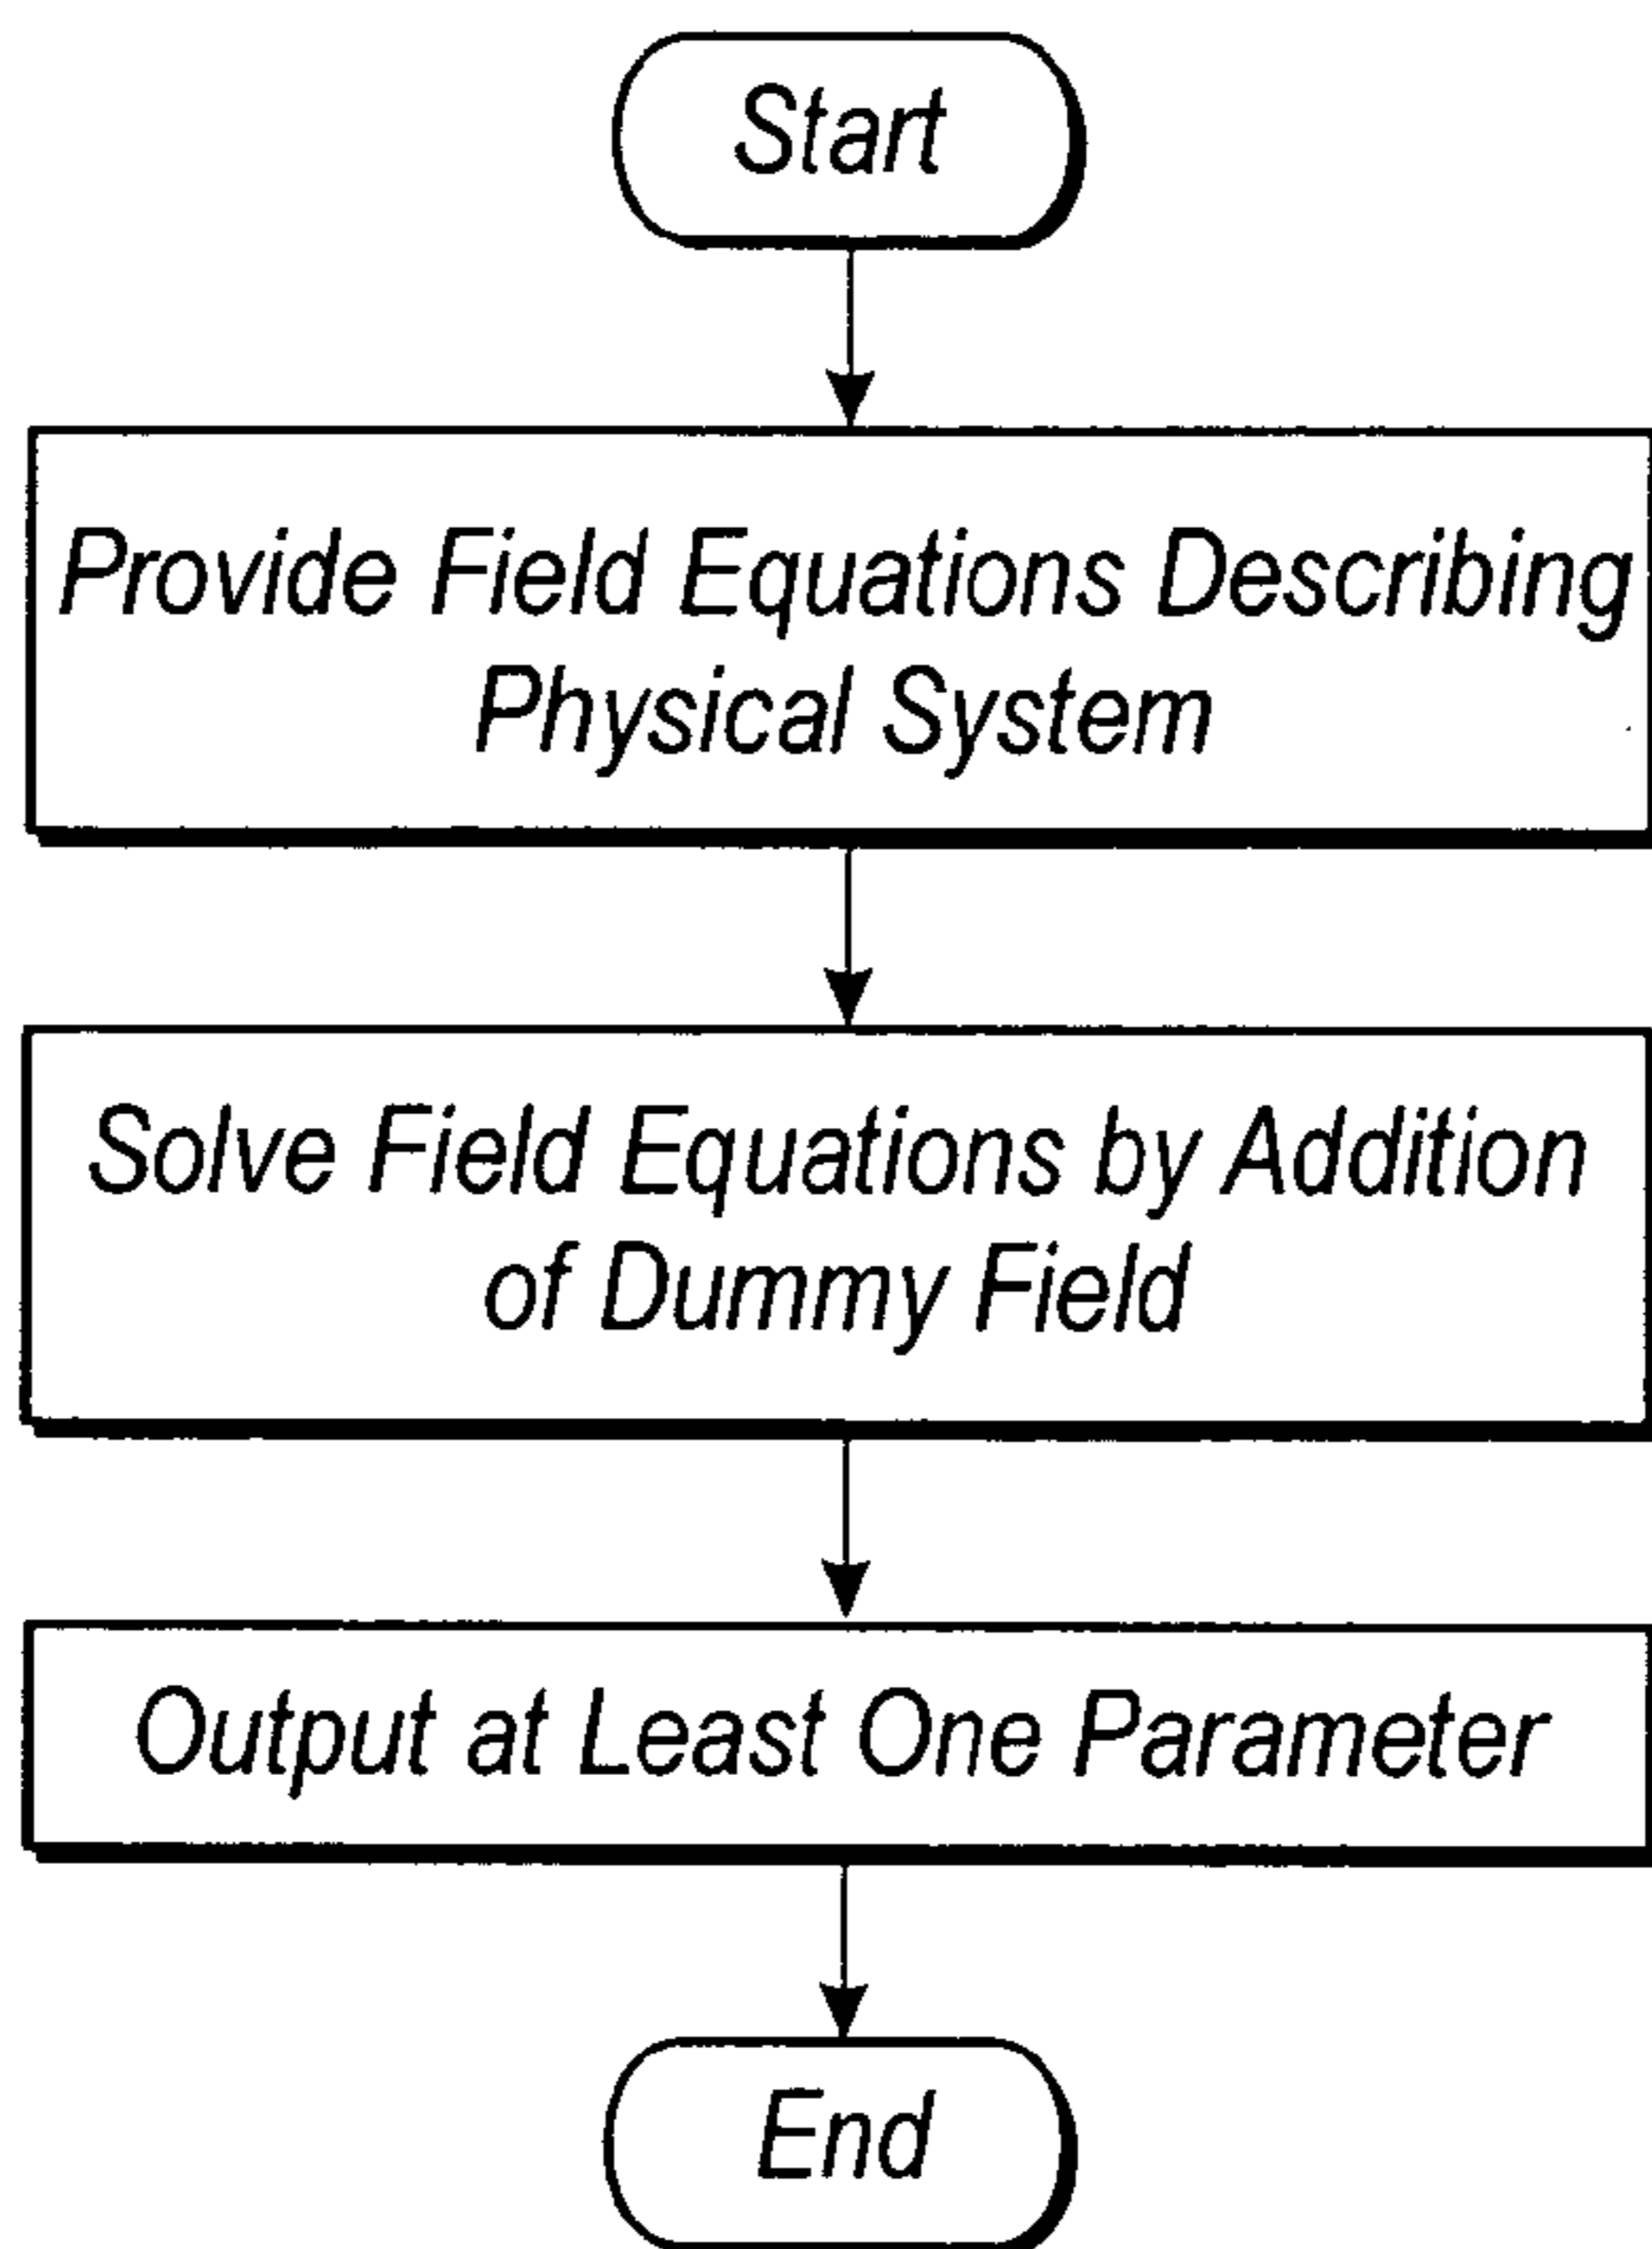 Start
Provide Field Equations Describing
Physical System
Solve Field Equations by Addition
of Dummy Field
Output at Least One Parameter
End